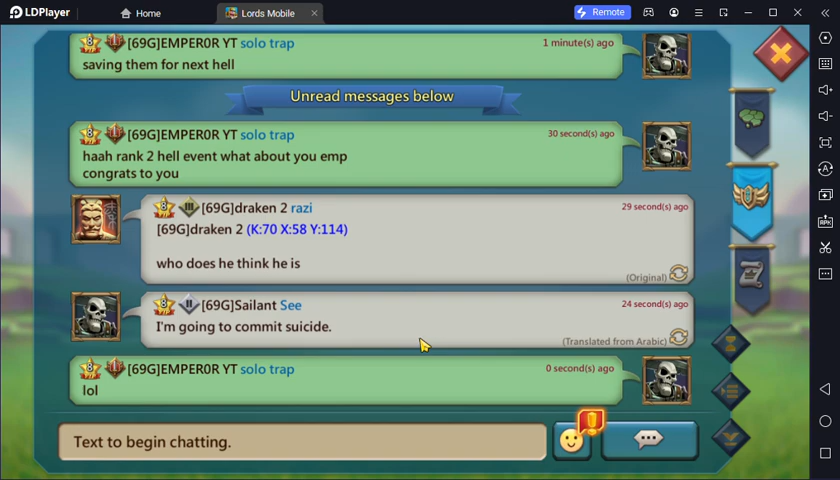 LDPlayer
Home
Lords Mobile
Remote
[69G]EMPER0R YT solo trap
1 minute(s) ago
saving them for next hell
Unread messages below
[69G]EMPER0R YT solo trap
30 second(s) ago
haah rank 2 hell event what about you emp
congrats to you
[69G]draken 2 razi
29 second(s) ago
[69G]draken 2 (K:70 X:58 Y:114)
who does he think he is
(Original)
[69G]Sailant See
24 second(s) ago
I'm going to commit suicide.
(Translated from Arabic)
[69G]EMPER0R YT solo trap
0 second(s) ago
lol
Text to begin chatting.